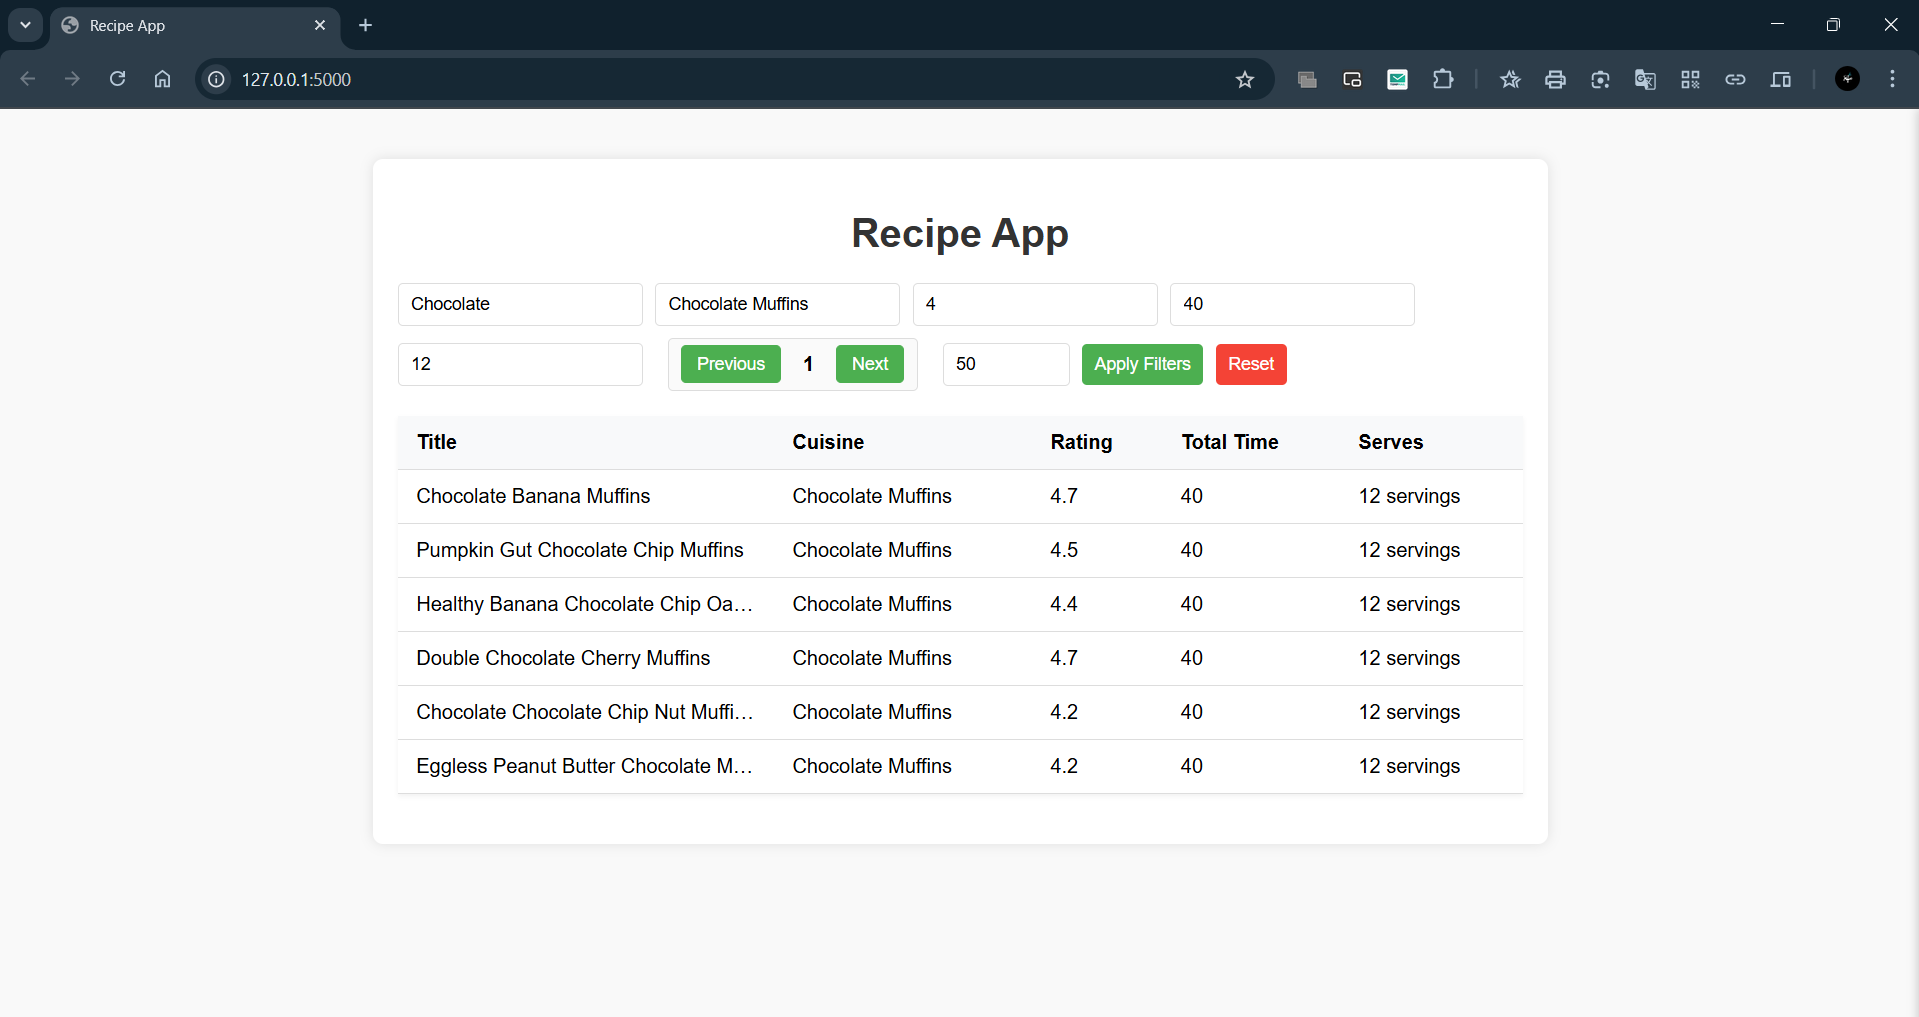 Recipe App
127.0.0.1:5000
Recipe App
Chocolate Chocolate Muffins 4 40
12 Previous 1 Next 50 Apply Filters Reset
Title Cuisine Rating Total Time Serves
Chocolate Banana Muffins Chocolate Muffins 4.7 40 12 servings
Pumpkin Gut Chocolate Chip Muffins Chocolate Muffins 4.5 40 12 servings
Healthy Banana Chocolate Chip Oa... Chocolate Muffins 4.4 40 12 servings
Double Chocolate Cherry Muffins Chocolate Muffins 4.7 40 12 servings
Chocolate Chocolate Chip Nut Muffi... Chocolate Muffins 4.2 40 12 servings
Eggless Peanut Butter Chocolate M... Chocolate Muffins 4.2 40 12 servings